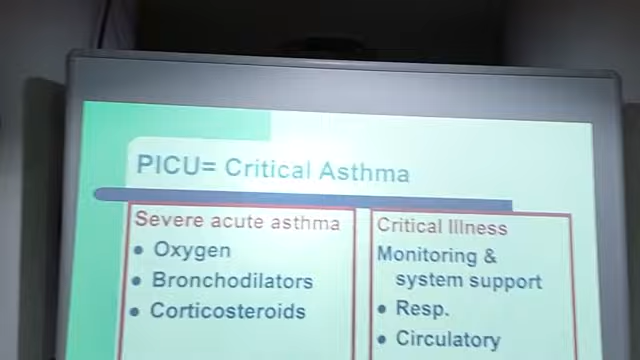 PICU= Critical Asthma
Severe acute asthma
• Oxygen
• Bronchodilators
• Corticosteroids
Critical Illness
Monitoring &
system support
• Resp.
• Circulatory